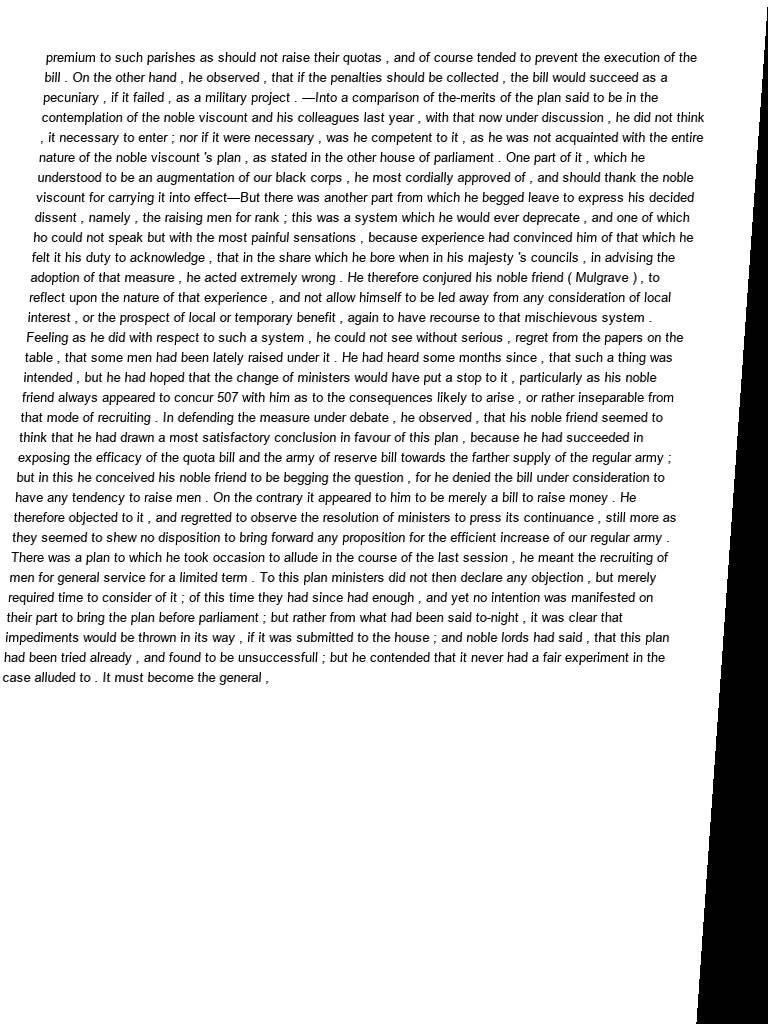 premium to such parishes as should not raise their quotas , and of course tended to prevent the execution of the
bill . On the other hand , he observed , that if the penalties should be collected , the bill would succeed as a
pecuniary , if it failed , as a military project . —Into a comparison of the-merits of the plan said to be in the
contemplation of the noble viscount and his colleagues last year , with that now under discussion , he did not think
, it necessary to enter ; nor if it were necessary , was he competent to it , as he was not acquainted with the entire
nature of the noble viscount 's plan , as stated in the other house of parliament . One part of it , which he
understood to be an augmentation of our black corps , he most cordially approved of , and should thank the noble
viscount for carrying it into effect—But there was another part from which he begged leave to express his decided
dissent , namely , the raising men for rank ; this was a system which he would ever deprecate , and one of which
ho could not speak but with the most painful sensations , because experience had convinced him of that which he
felt it his duty to acknowledge , that in the share which he bore when in his majesty 's councils , in advising the
adoption of that measure , he acted extremely wrong . He therefore conjured his noble friend ( Mulgrave ) , to
reflect upon the nature of that experience , and not allow himself to be led away from any consideration of local
interest , or the prospect of local or temporary benefit , again to have recourse to that mischievous system .
Feeling as he did with respect to such a system , he could not see without serious , regret from the papers on the
table , that some men had been lately raised under it . He had heard some months since , that such a thing was
intended , but he had hoped that the change of ministers would have put a stop to it , particularly as his noble
friend always appeared to concur 507 with him as to the consequences likely to arise , or rather inseparable from
that mode of recruiting . In defending the measure under debate , he observed , that his noble friend seemed to
think that he had drawn a most satisfactory conclusion in favour of this plan , because he had succeeded in
exposing the efficacy of the quota bill and the army of reserve bill towards the farther supply of the regular army ;
but in this he conceived his noble friend to be begging the question , for he denied the bill under consideration to
have any tendency to raise men . On the contrary it appeared to him to be merely a bill to raise money . He
therefore objected to it , and regretted to observe the resolution of ministers to press its continuance , still more as
they seemed to shew no disposition to bring forward any proposition for the efficient increase of our regular army .
There was a plan to which he took occasion to allude in the course of the last session , he meant the recruiting of
men for general service for a limited term . To this plan ministers did not then declare any objection , but merely
required time to consider of it ; of this time they had since had enough , and yet no intention was manifested on
their part to bring the plan before parliament ; but rather from what had been said to-night , it was clear that
impediments would be thrown in its way , if it was submitted to the house ; and noble lords had said , that this plan
had been tried already , and found to be unsuccessfull ; but he contended that it never had a fair experiment in the
case alluded to . It must become the general ,